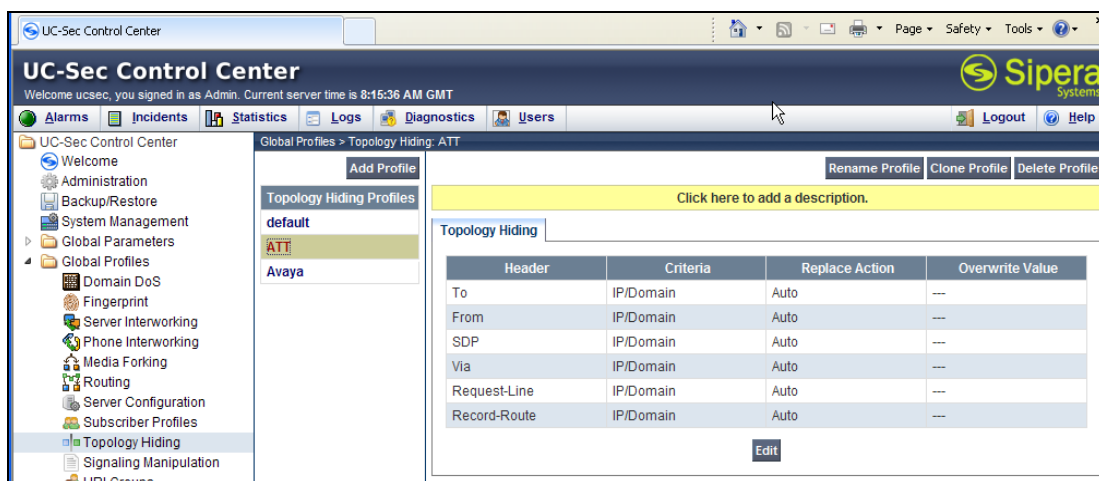 UC-Sec Control Center
Page Safety Tools
UC-Sec Control Center
Welcome ucsec, you signed in as Admin. Current server time is 8:15:36 AM GMT
Sipera
Systems
Alarms Incidents Statistics Logs Diagnostics Users Logout Help
UC-Sec Control Center
Welcome
Administration
Backup/Restore
System Management
Global Parameters
Global Profiles
Domain DoS
Fingerprint
Server Interworking
Phone Interworking
Media Forking
Routing
Server Configuration
Subscriber Profiles
Topology Hiding
Signaling Manipulation
Global Profiles > Topology Hiding: ATT
Add Profile
Topology Hiding Profiles
default
ATT
Avaya
Rename Profile Clone Profile Delete Profile
Click here to add a description.
Topology Hiding
Header Criteria Replace Action Overwrite Value
To IP/Domain Auto ---
From IP/Domain Auto ---
SDP IP/Domain Auto ---
Via IP/Domain Auto ---
Request-Line IP/Domain Auto ---
Record-Route IP/Domain Auto ---
Edit